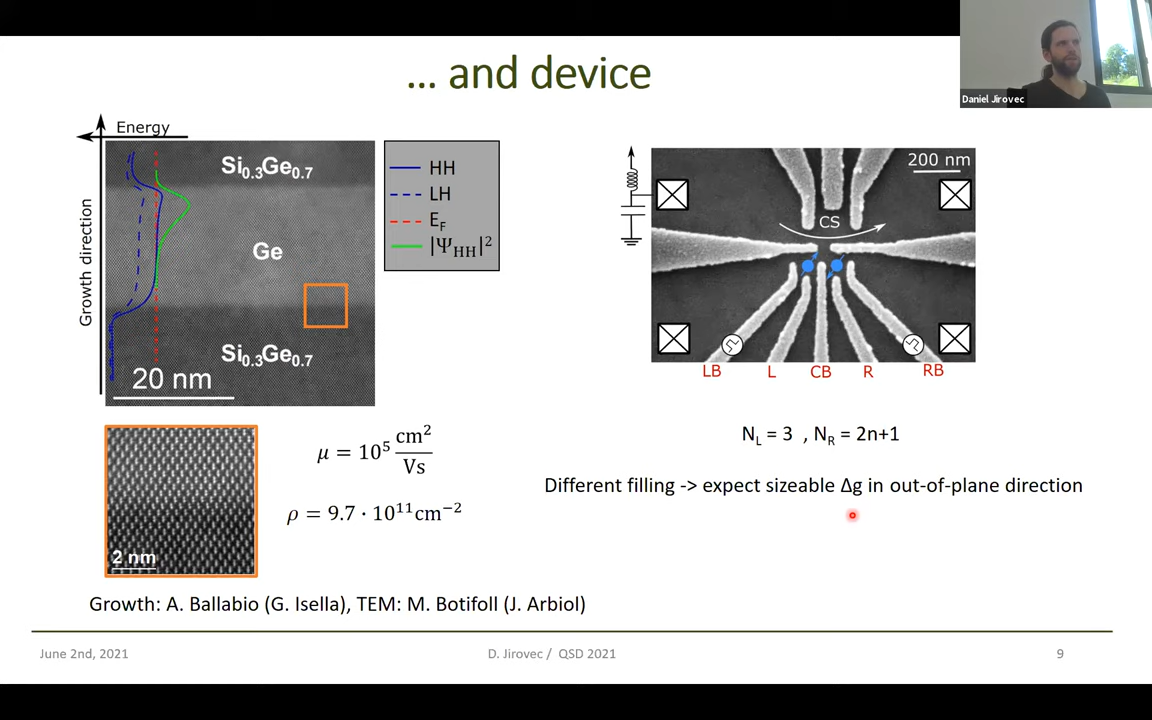 ... and device
Daniel Jirovec
Energy
Growth direction
Si0.3Ge0.7
Ge
Si0.3Ge0.7
20 nm
HH
LH
EF
|ΨHH|²
200 nm
CS
LB L CB R RB
2 nm
μ = 10⁵ cm²/Vs
ρ = 9.7 · 10¹¹cm⁻²
NL = 3 , NR = 2n+1
Different filling -> expect sizeable Δg in out-of-plane direction
Growth: A. Ballabio (G. Isella), TEM: M. Botifoll (J. Arbiol)
June 2nd, 2021
D. Jirovec / QSD 2021
9